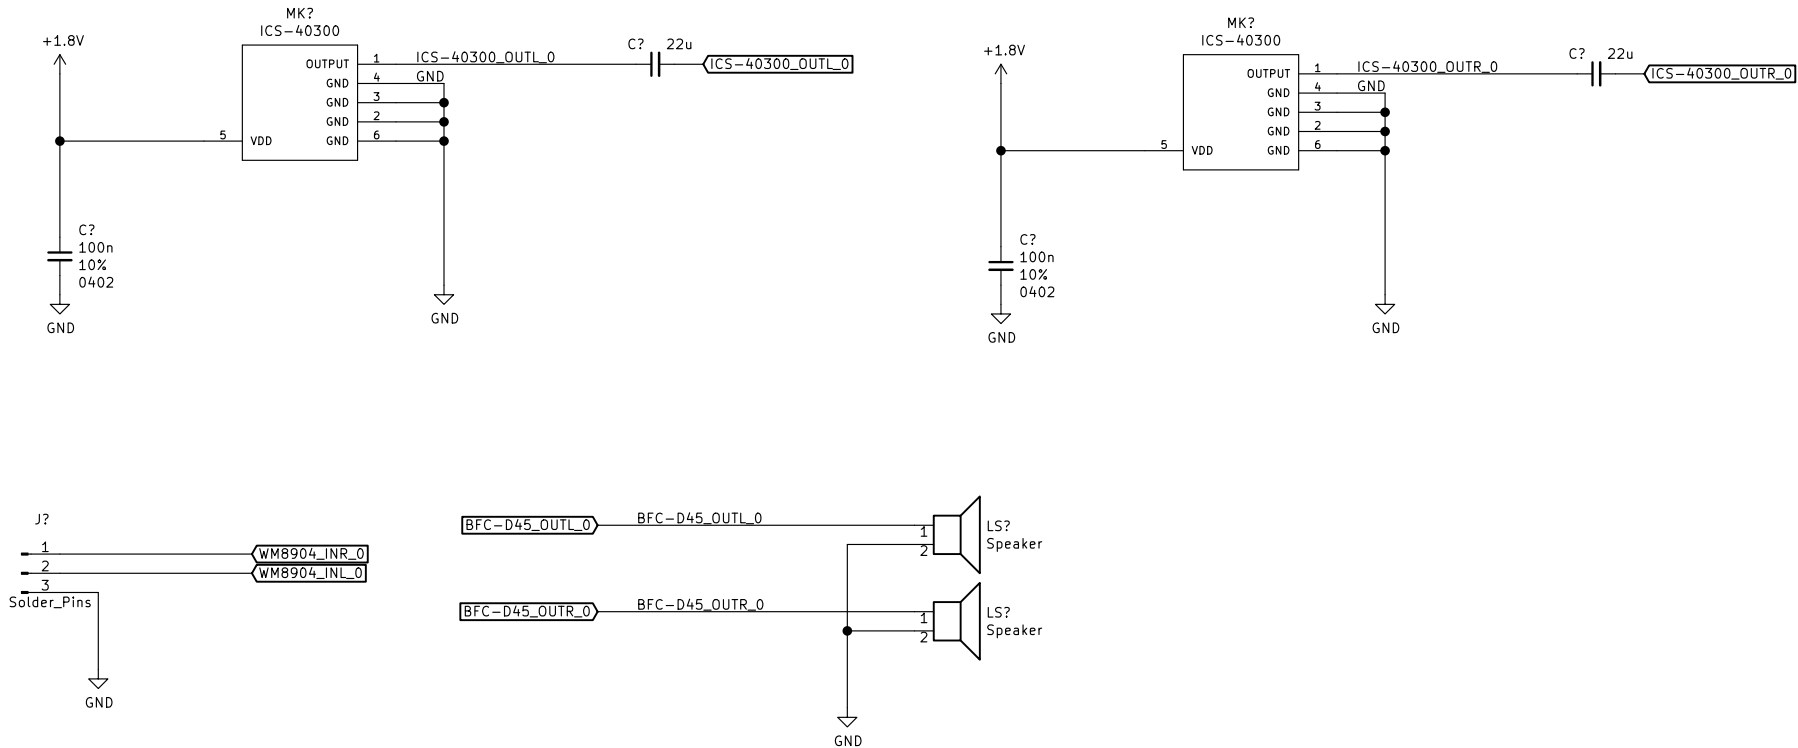 MK?
ICS-40300
+1.8V
OUTPUT 1 ICS-40300_OUTL_0 C? 22u ICS-40300_OUTL_0
GND 4 GND
GND 3
GND 2
5 VDD GND 6
C?
100n
10%
0402
GND
GND
MK?
ICS-40300
+1.8V
OUTPUT 1 ICS-40300_OUTR_0 C? 22u ICS-40300_OUTR_0
GND 4 GND
GND 3
GND 2
5 VDD GND 6
C?
100n
10%
0402
GND
GND
J?
1 WM8904_INR_0
2 WM8904_INL_0
3
Solder_Pins
GND
BFC-D45_OUTL_0 BFC-D45_OUTL_0 1 LS?
2 Speaker
BFC-D45_OUTR_0 BFC-D45_OUTR_0 1 LS?
2 Speaker
GND